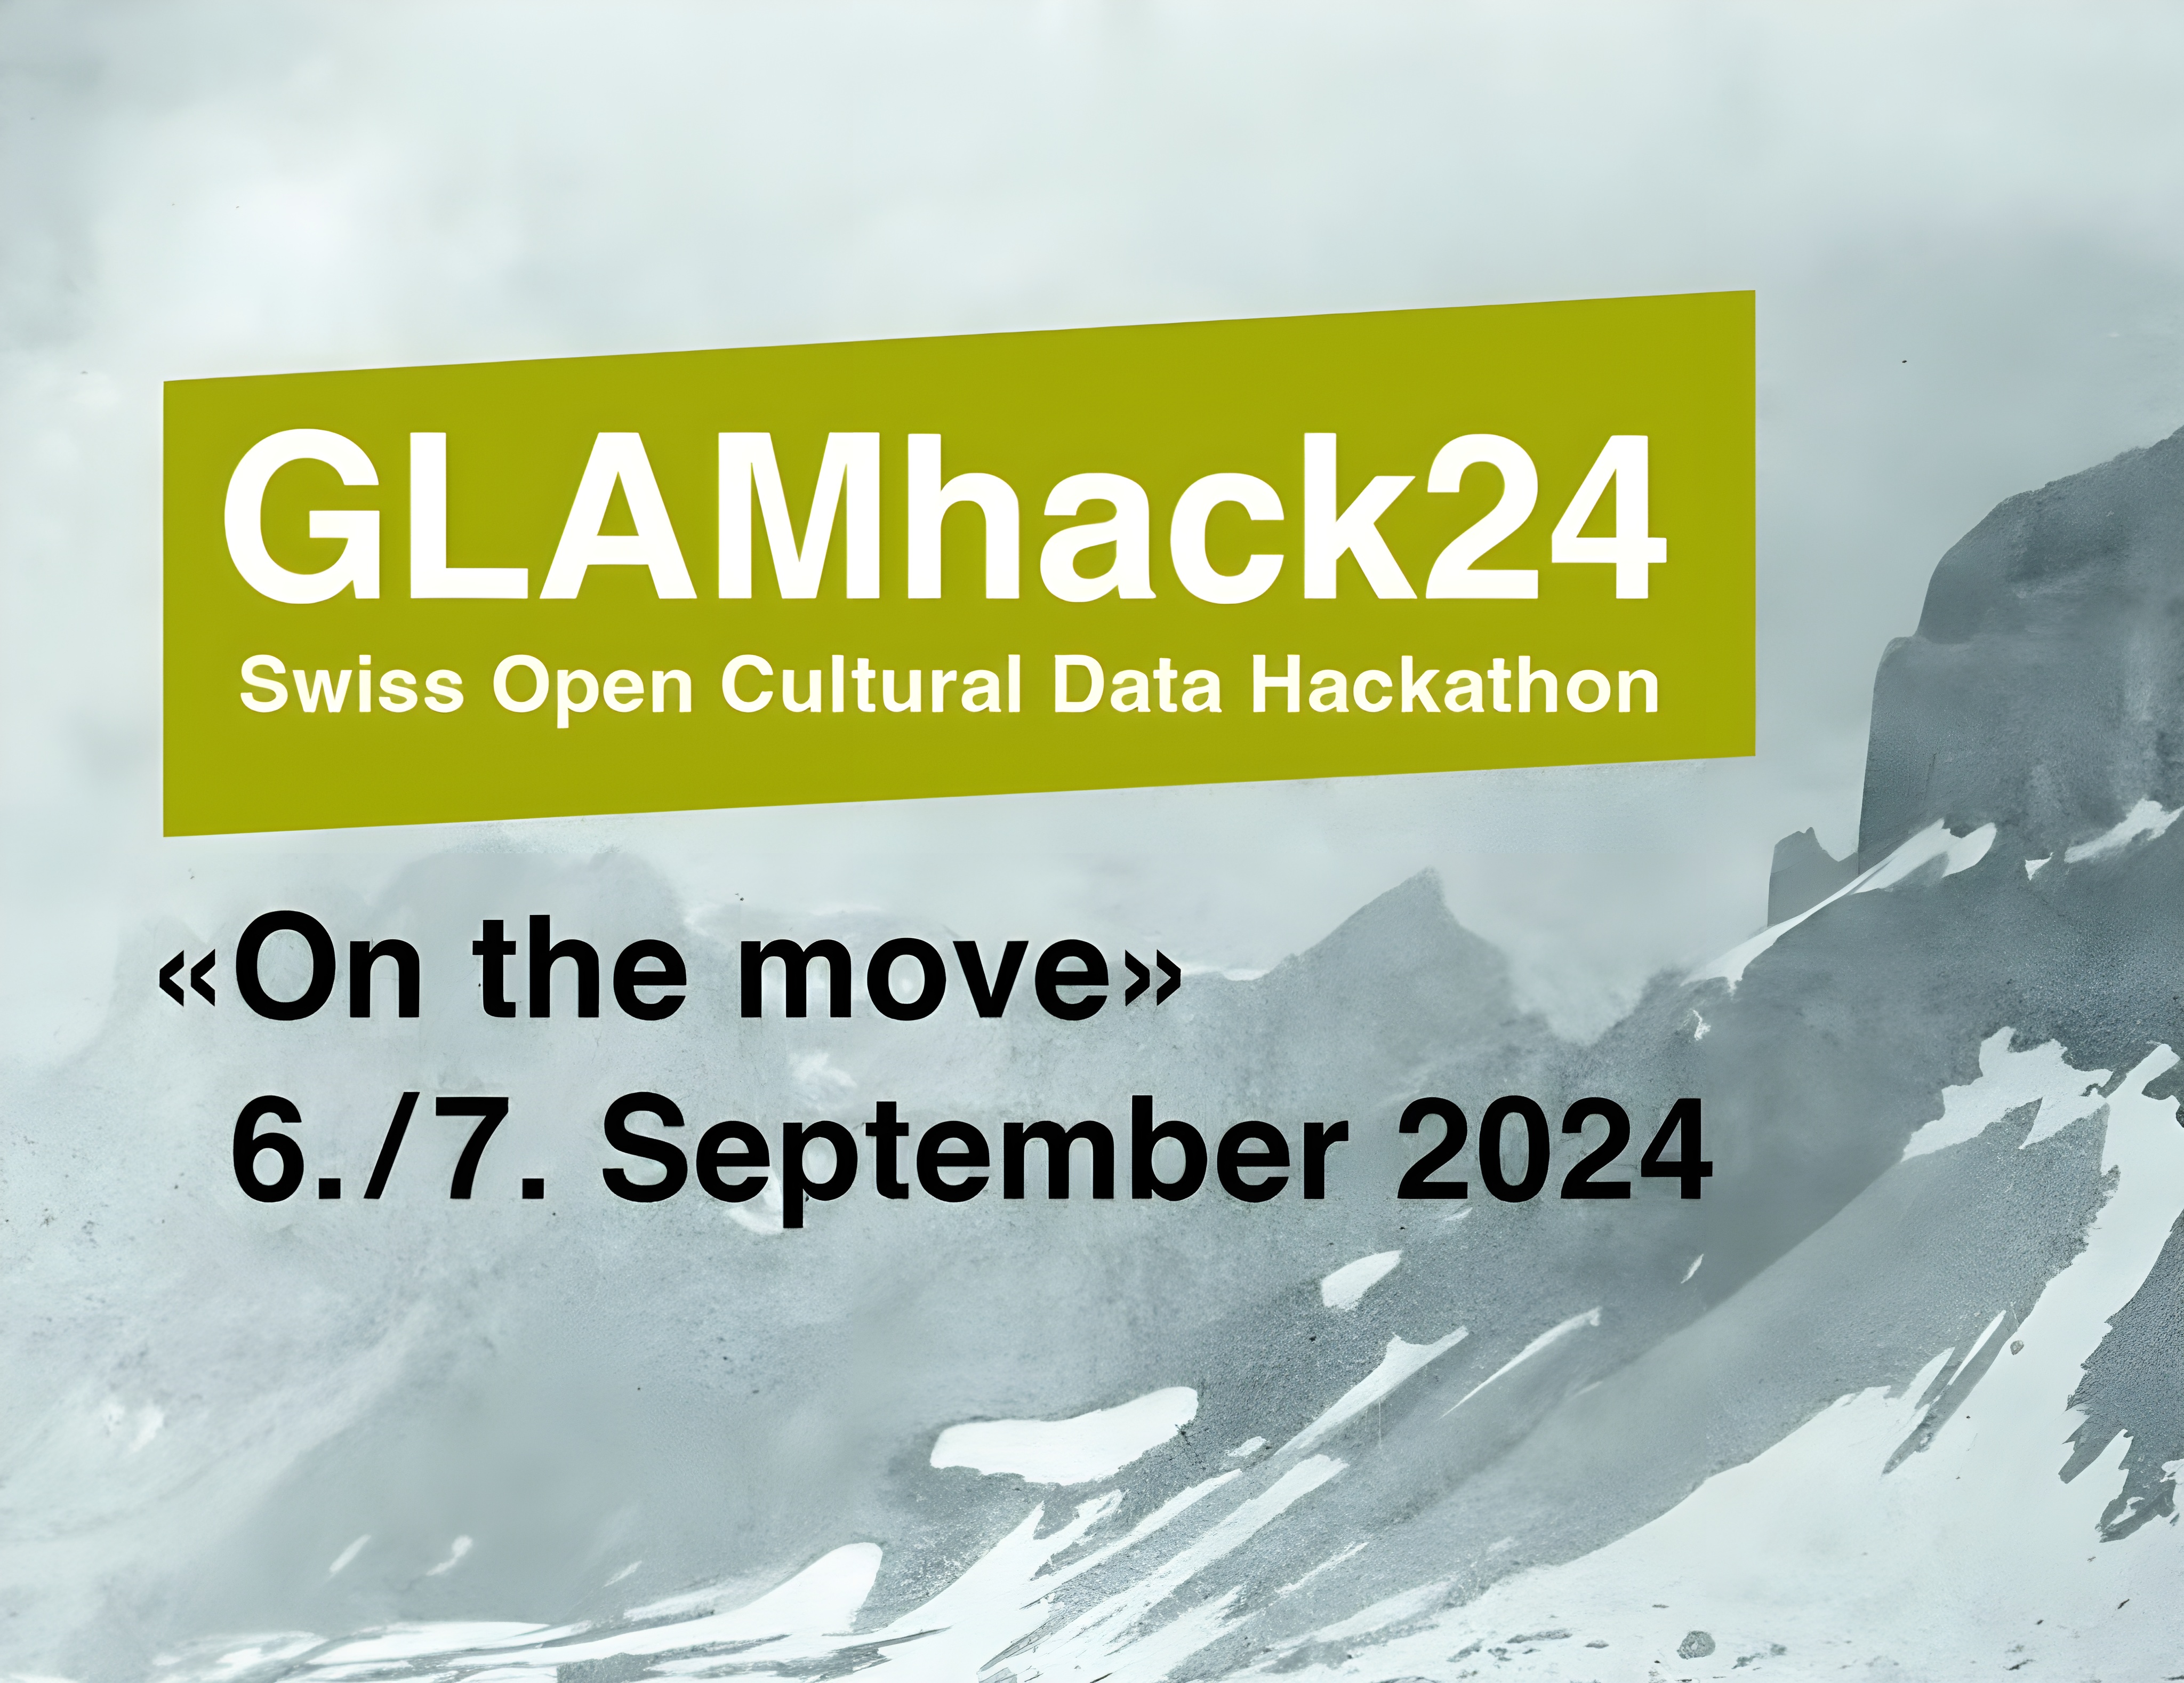 GLAMhack24
Swiss Open Cultural Data Hackathon
«On the move»
6./7. September 2024